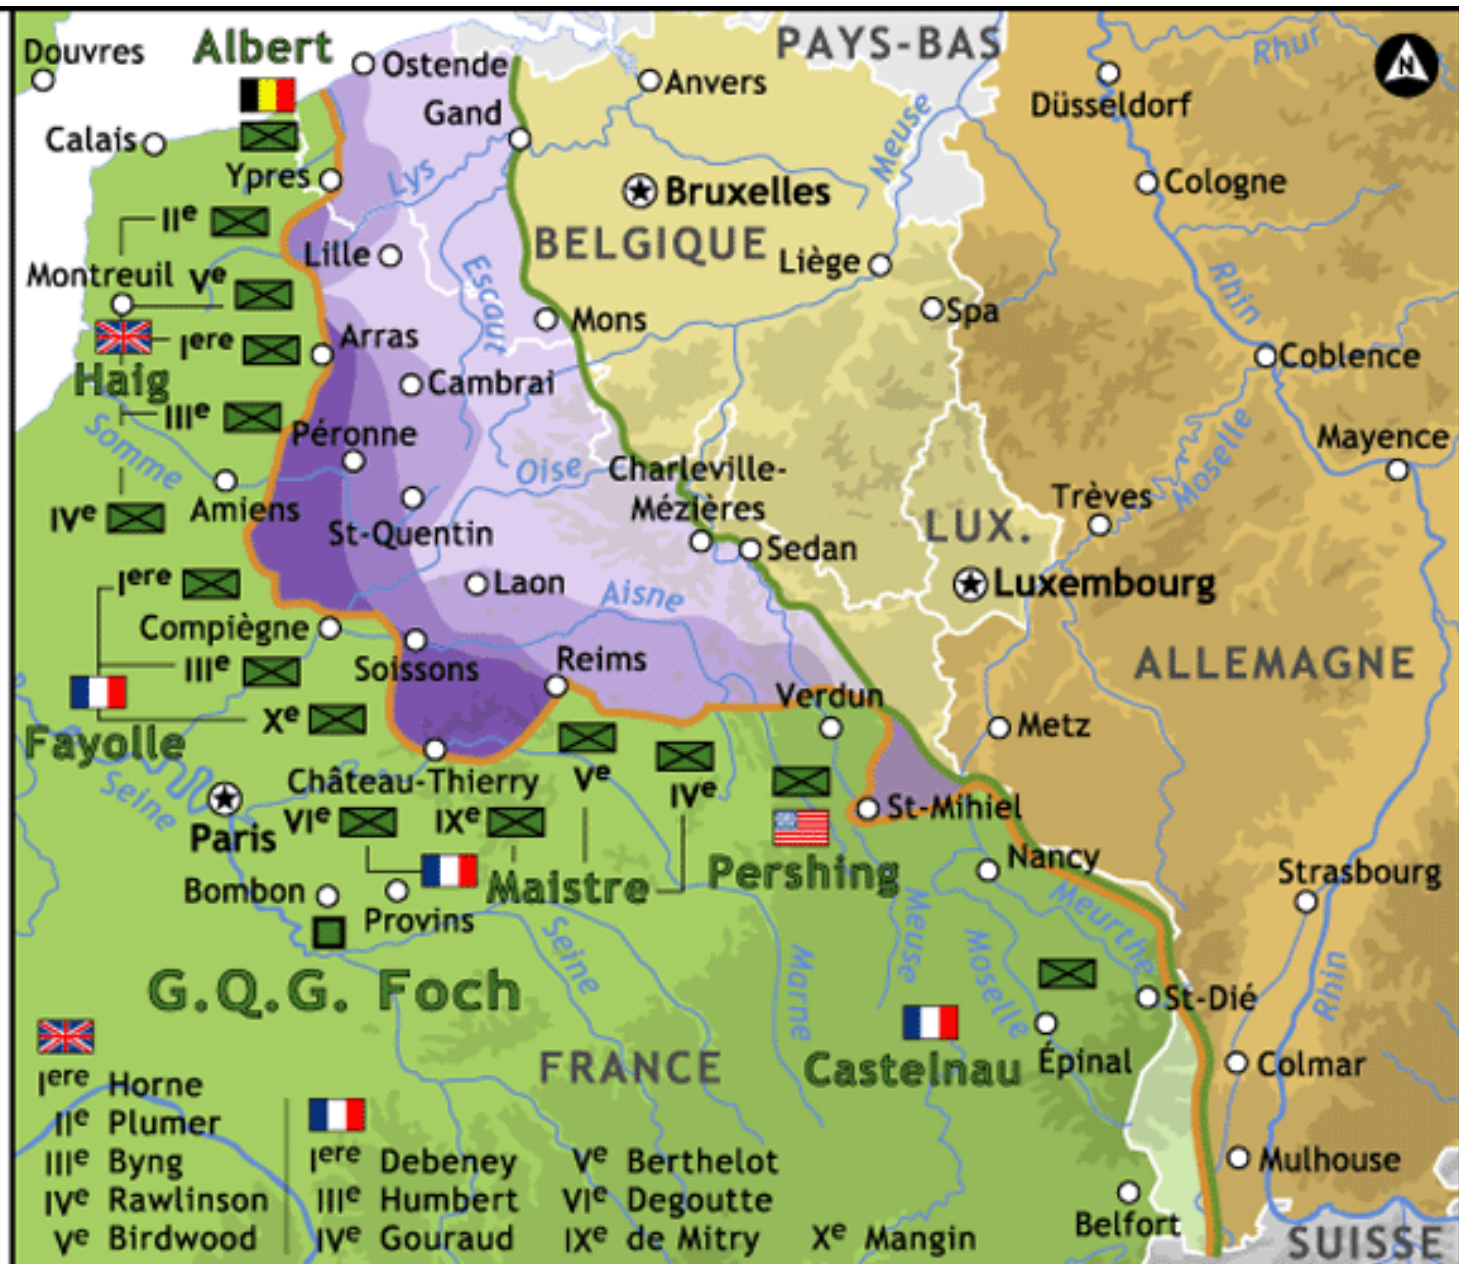 PAYS-BAS
Rhur
N
Douvres
Albert
Ostende
Anvers
Düsseldorf
Gand
Calais
Meuse
Ypres
Lys
Bruxelles
Cologne
IIe
BELGIQUE
Lille
Escaut
Liège
Rhin
Montreuil
Ve
Spa
Mons
Iere
Arras
Coblence
Haig
Cambrai
IIIe
Somme
Péronne
Mayence
Oise
Charleville-
Mézières
Moselle
Trèves
Amiens
IVe
St-Quentin
LUX.
Sedan
Iere
Laon
Luxembourg
Aisne
Compiègne
IIIe
Soissons
Reims
ALLEMAGNE
Verdun
Xe
Fayolle
Metz
Seine
Château-Thierry
Ve
IVe
St-Mihiel
Paris
VIe
IXe
Pershing
Nancy
Bombon
Provins
Maistre
Strasbourg
Meurthe
Meuse
Seine
Marne
Moselle
Rhin
G.Q.G. Foch
St-Dié
FRANCE
Castelnau
Épinal
Colmar
Iere Horne
IIe Plumer
IIIe Byng
IVe Rawlinson
Ve Birdwood
Iere Debeney
IIIe Humbert
IVe Gouraud
Ve Berthelot
VIe Degoutte
IXe de Mitry
Xe Mangin
Mulhouse
Belfort
SUISSE